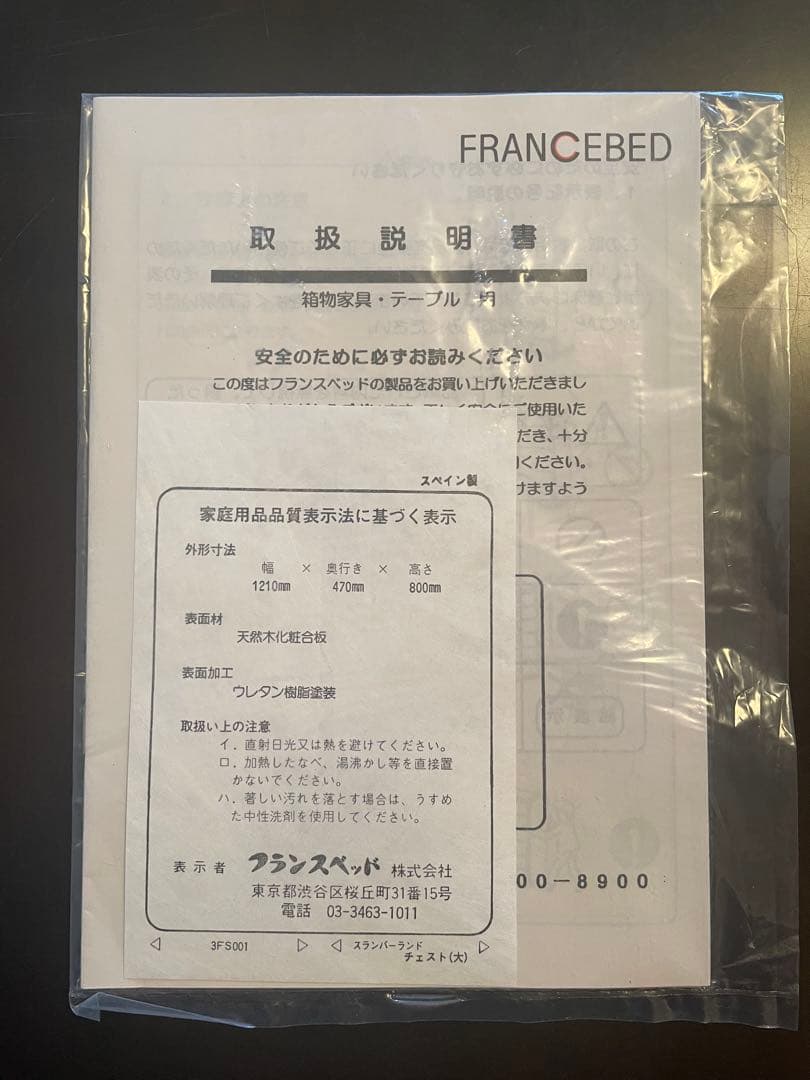 FRANCEBED
取扱説明書
箱物家具・テーブル 用
安全のために必ずお読みください
この度はフランスベッドの製品をお買い上げいただきまし
ご使用いた
だき、十分
ください。
けますよう
スペイン製
家庭用品品質表示法に基づく表示
外形寸法
幅 × 奥行き × 高さ
1210mm 470mm 800mm
表面材
天然木化粧合板
表面加工
ウレタン樹脂塗装
取扱い上の注意
イ．直射日光又は熱を避けてください。
ロ．加熱したなべ、湯沸かし等を直接置
かないでください。
ハ．著しい汚れを落とす場合は、うすめ
た中性洗剤を使用してください。
表示者 フランスベッド 株式会社
東京都渋谷区桜丘町31番15号
電話 03-3463-1011
00-8900
◁ 3FS001 ▷ ◁ スランバーランド ▷
チェスト(大)